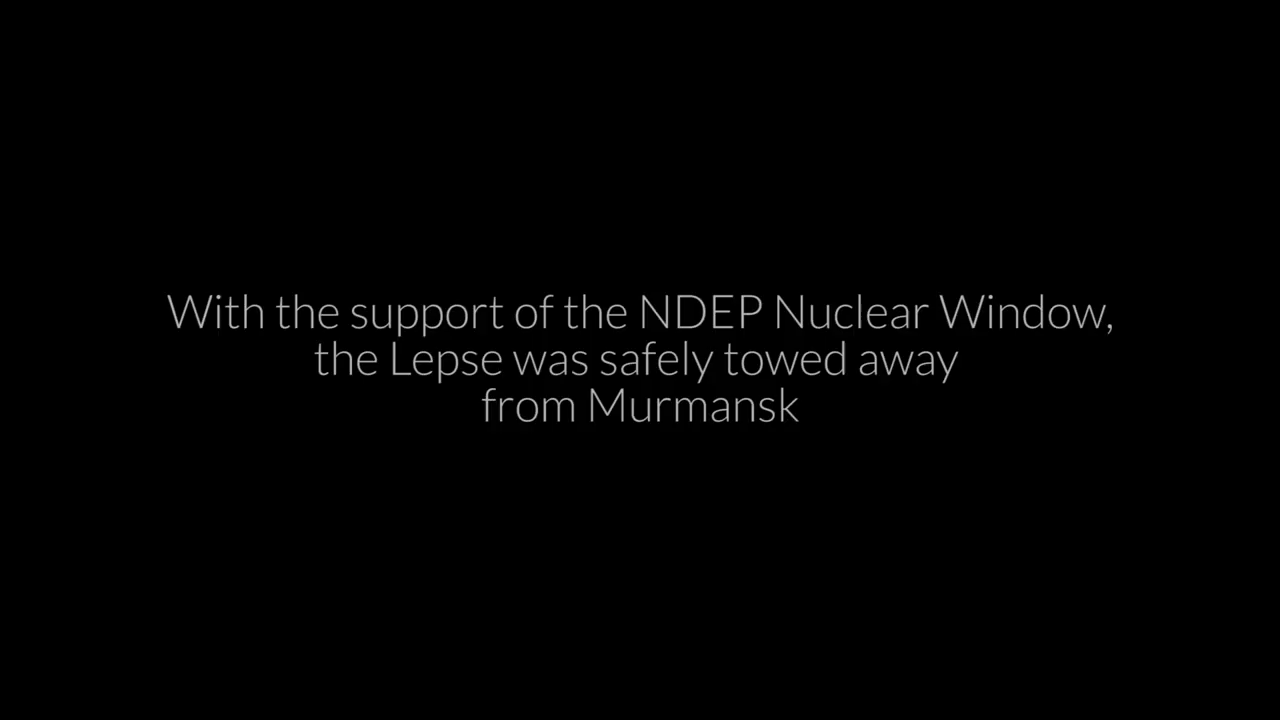 With the support of the NDEP Nuclear Window,
the Lepse was safely towed away
from Murmansk